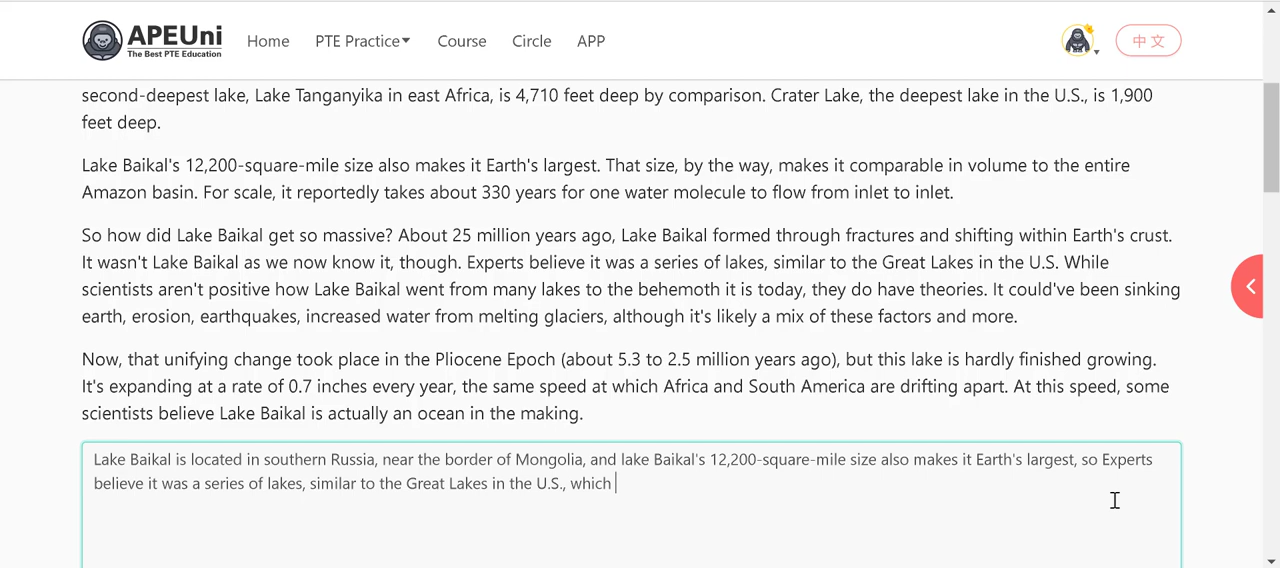 APEUni
The Best PTE Education
Home
PTE Practice
Course
Circle
APP
中 文
second-deepest lake, Lake Tanganyika in east Africa, is 4,710 feet deep by comparison. Crater Lake, the deepest lake in the U.S., is 1,900
feet deep.
Lake Baikal's 12,200-square-mile size also makes it Earth's largest. That size, by the way, makes it comparable in volume to the entire
Amazon basin. For scale, it reportedly takes about 330 years for one water molecule to flow from inlet to inlet.
So how did Lake Baikal get so massive? About 25 million years ago, Lake Baikal formed through fractures and shifting within Earth's crust.
It wasn't Lake Baikal as we now know it, though. Experts believe it was a series of lakes, similar to the Great Lakes in the U.S. While
scientists aren't positive how Lake Baikal went from many lakes to the behemoth it is today, they do have theories. It could've been sinking
earth, erosion, earthquakes, increased water from melting glaciers, although it's likely a mix of these factors and more.
Now, that unifying change took place in the Pliocene Epoch (about 5.3 to 2.5 million years ago), but this lake is hardly finished growing.
It's expanding at a rate of 0.7 inches every year, the same speed at which Africa and South America are drifting apart. At this speed, some
scientists believe Lake Baikal is actually an ocean in the making.
Lake Baikal is located in southern Russia, near the border of Mongolia, and lake Baikal's 12,200-square-mile size also makes it Earth's largest, so Experts
believe it was a series of lakes, similar to the Great Lakes in the U.S., which